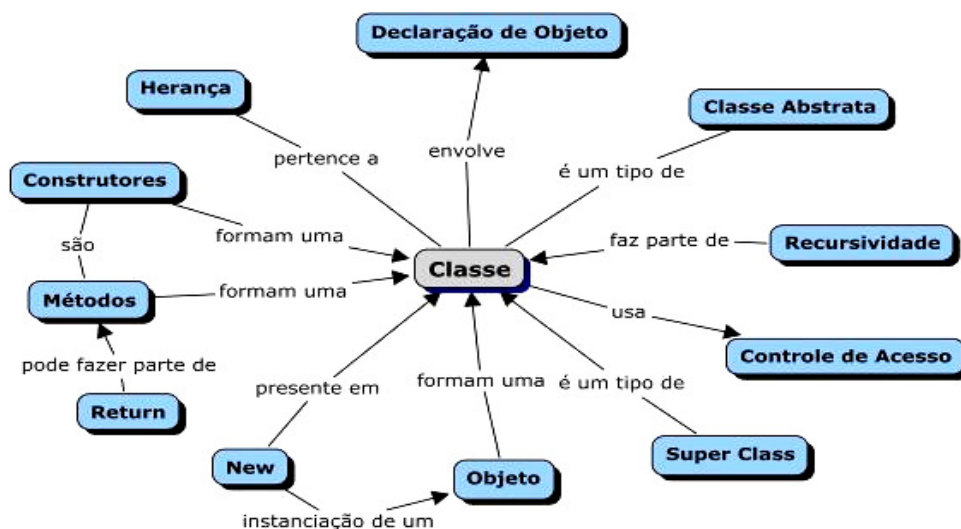 Declaração de Objeto
Herança
Classe Abstrata
pertence a
envolve
é um tipo de
Construtores
são
formam uma
faz parte de
Recursividade
Classe
Métodos
formam uma
usa
pode fazer parte de
presente em
formam uma
é um tipo de
Controle de Acesso
Return
New
Objeto
Super Class
instanciação de um